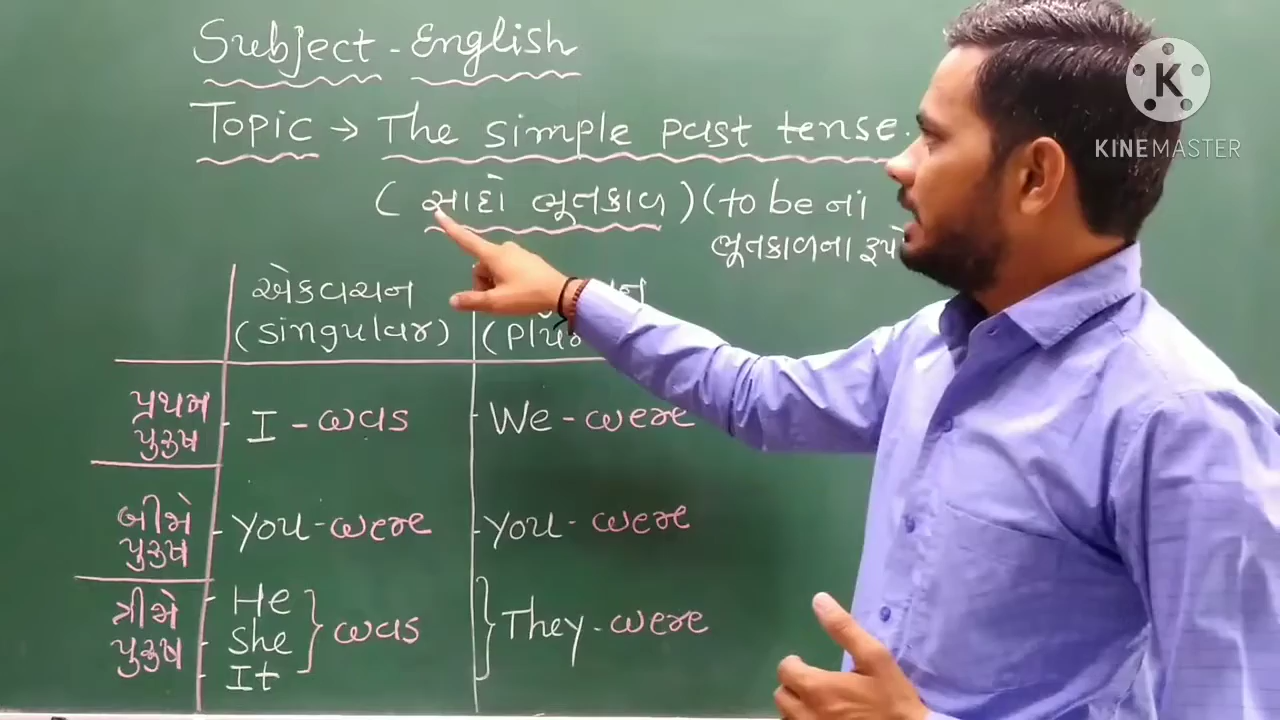 Subject - English
Topic → The simple past tense.
(સાદો ભૂતકાળ) (to be નાં
ભૂતકાળના રૂપો
એકવચન
(singular)
પ્રથમ પુરુષ
I - was
We - were
બીજો પુરુષ
you - were
you - were
ત્રીજો પુરુષ
He
She
It
} was
} They - were
K
KINEMASTER